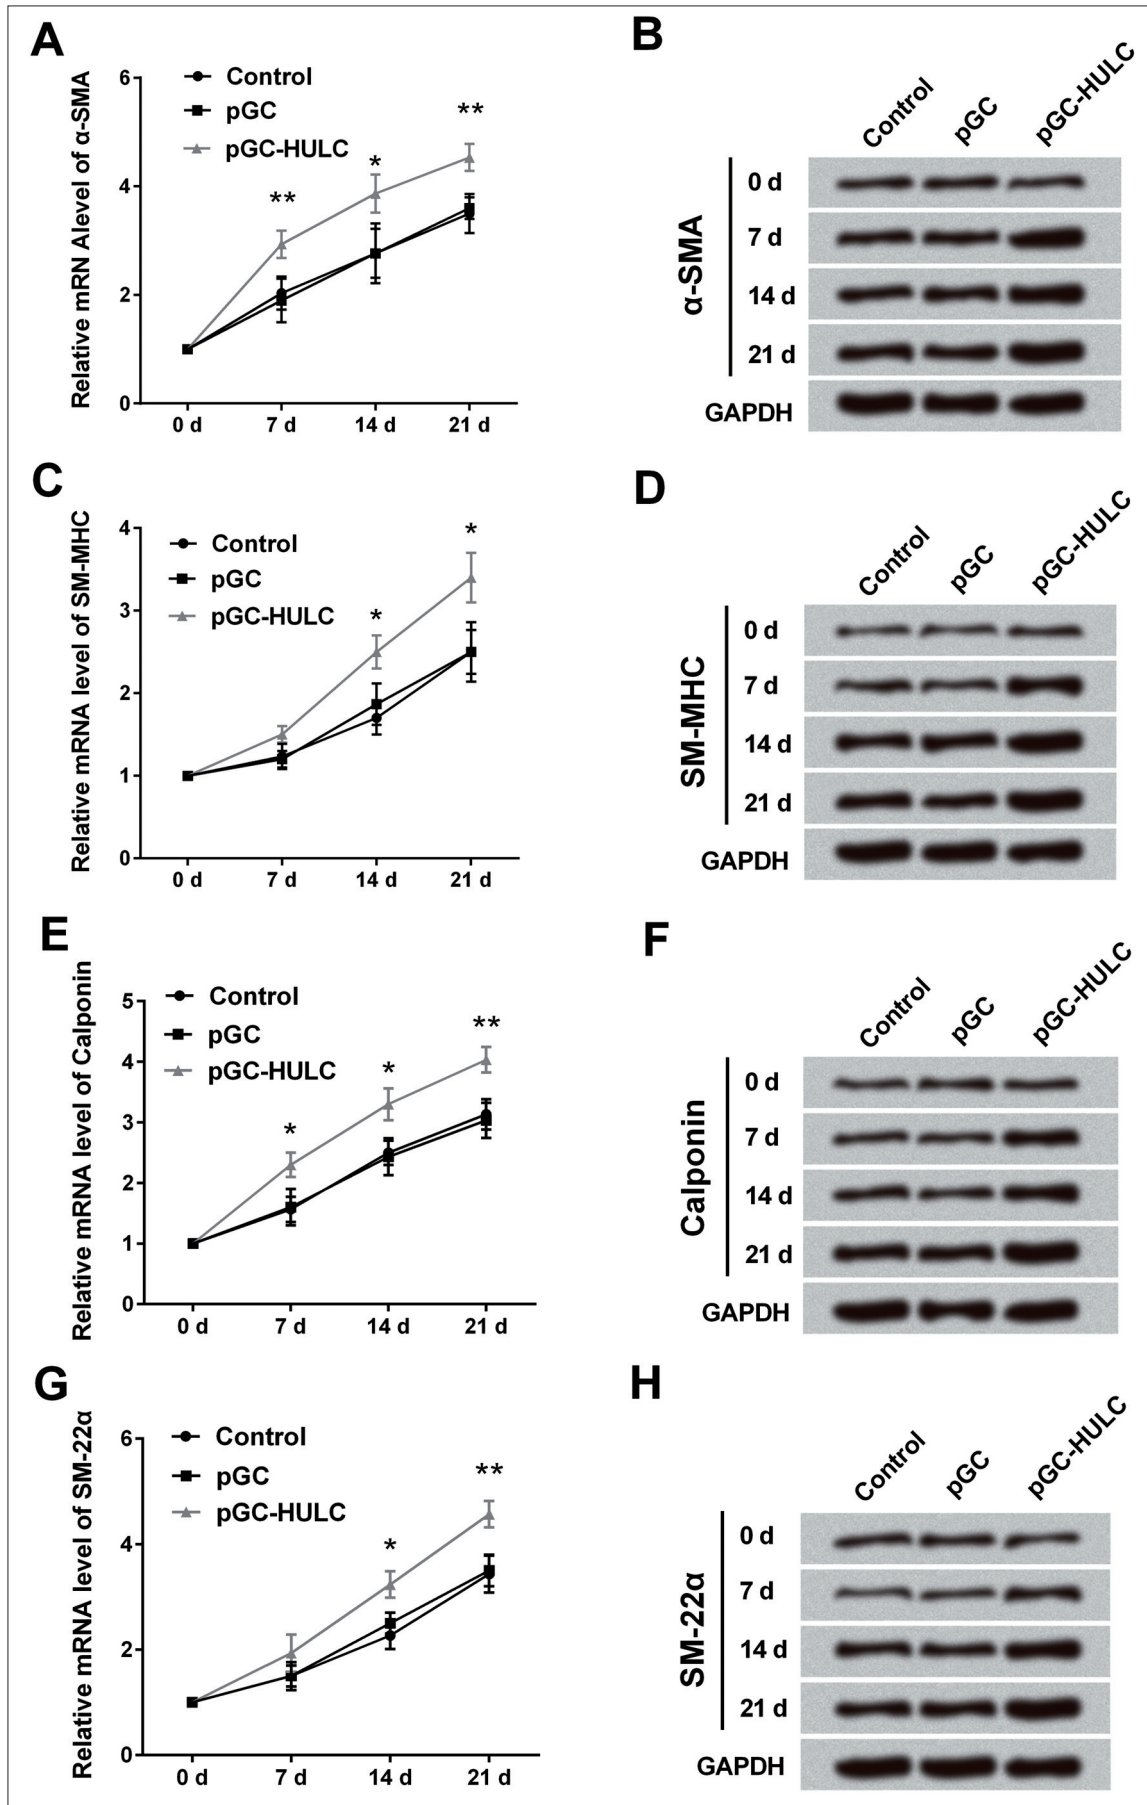 A
Relative mRN Alevel of α-SMA
6
4
2
0
Control
pGC
pGC-HULC
**
*
**
0 d 7 d 14 d 21 d
B
Control pGC pGC-HULC
α-SMA
0 d
7 d
14 d
21 d
GAPDH
C
Relative mRNA level of SM-MHC
4
3
2
1
0
Control
pGC
pGC-HULC
*
*
0 d 7 d 14 d 21 d
D
Control pGC pGC-HULC
SM-MHC
0 d
7 d
14 d
21 d
GAPDH
E
Relative mRNA level of Calponin
5
4
3
2
1
0
Control
pGC
pGC-HULC
*
*
**
0 d 7 d 14 d 21 d
F
Control pGC pGC-HULC
Calponin
0 d
7 d
14 d
21 d
GAPDH
G
Relative mRNA level of SM-22α
6
4
2
0
Control
pGC
pGC-HULC
*
**
0 d 7 d 14 d 21 d
H
Control pGC pGC-HULC
SM-22α
0 d
7 d
14 d
21 d
GAPDH